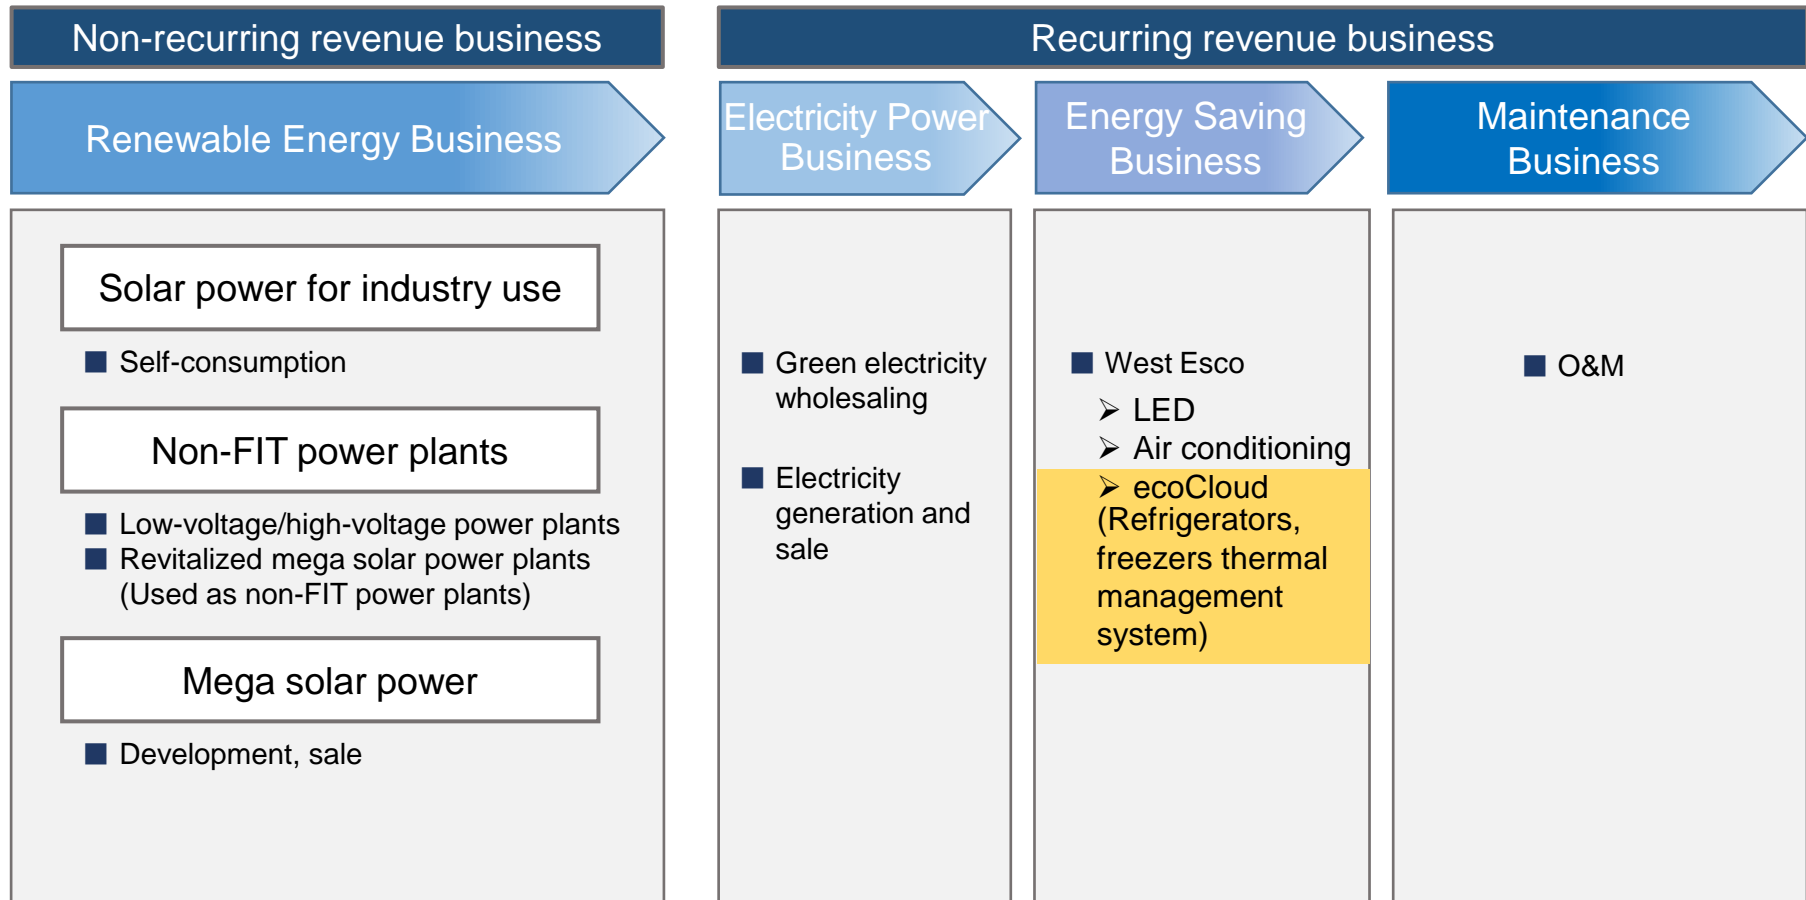 Non-recurring revenue business
Recurring revenue business
Renewable Energy Business
Electricity Power
Business
Energy Saving
Business
Maintenance
Business
Solar power for industry use
■ Self-consumption
Non-FIT power plants
■ Low-voltage/high-voltage power plants
■ Revitalized mega solar power plants
(Used as non-FIT power plants)
Mega solar power
■ Development, sale
■ Green electricity
wholesaling
■ Electricity
generation and
sale
■ West Esco
➢ LED
➢ Air conditioning
➢ ecoCloud
(Refrigerators,
freezers thermal
management
system)
■ O&M